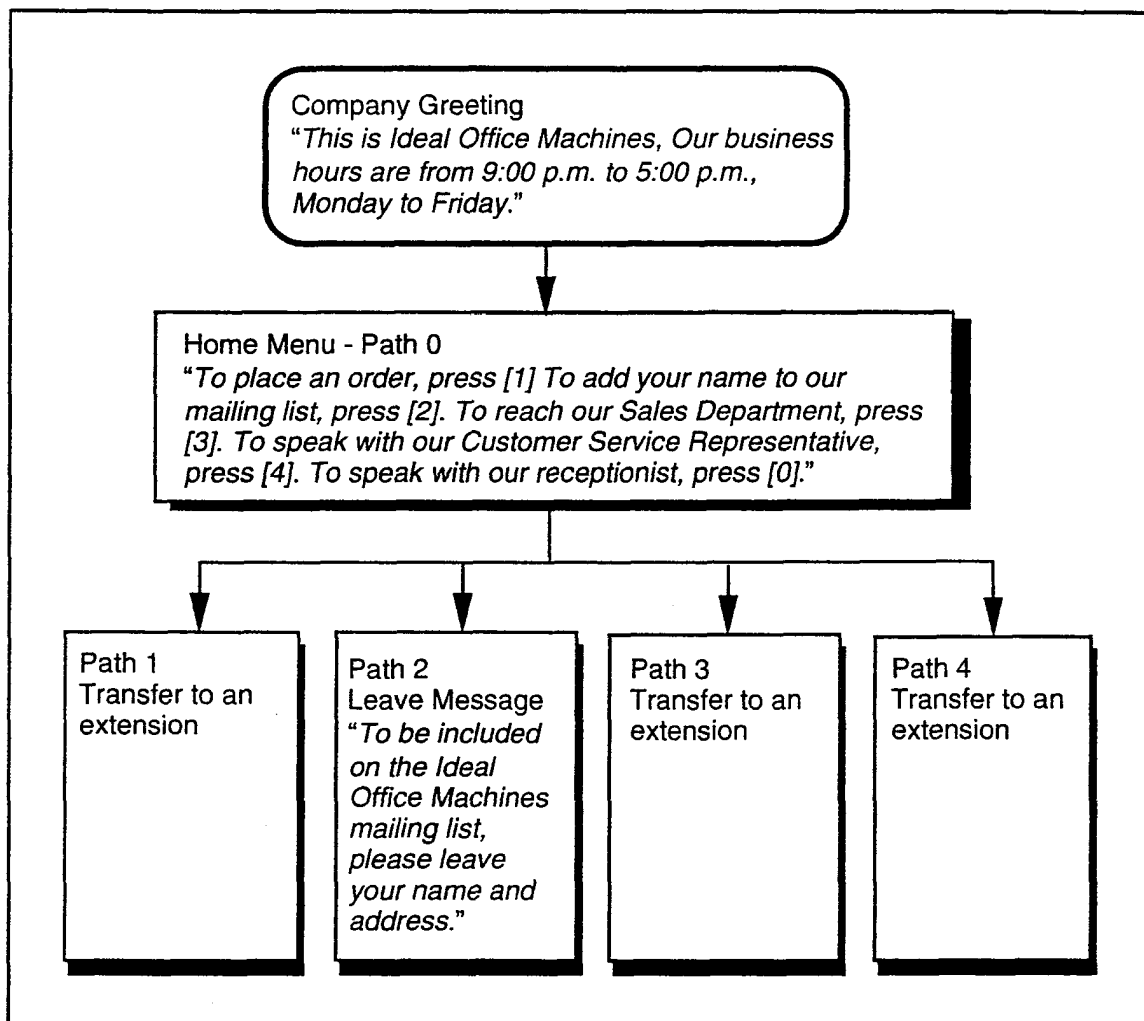 Company Greeting
“This is Ideal Office Machines, Our business
hours are from 9:00 p.m. to 5:00 p.m.,
Monday to Friday.”
Home Menu - Path 0
“To place an order, press [1] To add your name to our
mailing list, press [2]. To reach our Sales Department, press
[3]. To speak with our Customer Service Representative,
press [4]. To speak with our receptionist, press [0].”
Path 1
Transfer to an
extension
Path 2
Leave Message
“To be included
on the Ideal
Office Machines
mailing list,
please leave
your name and
address.”
Path 3
Transfer to an
extension
Path 4
Transfer to an
extension